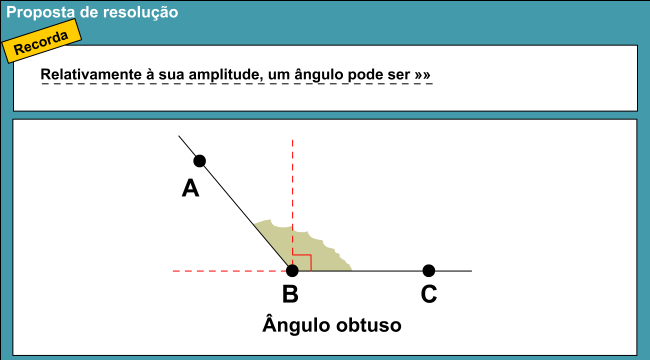 Proposta de resolução
Recorda
Relativamente à sua amplitude, um ângulo pode ser »»
A
B
C
Ângulo obtuso